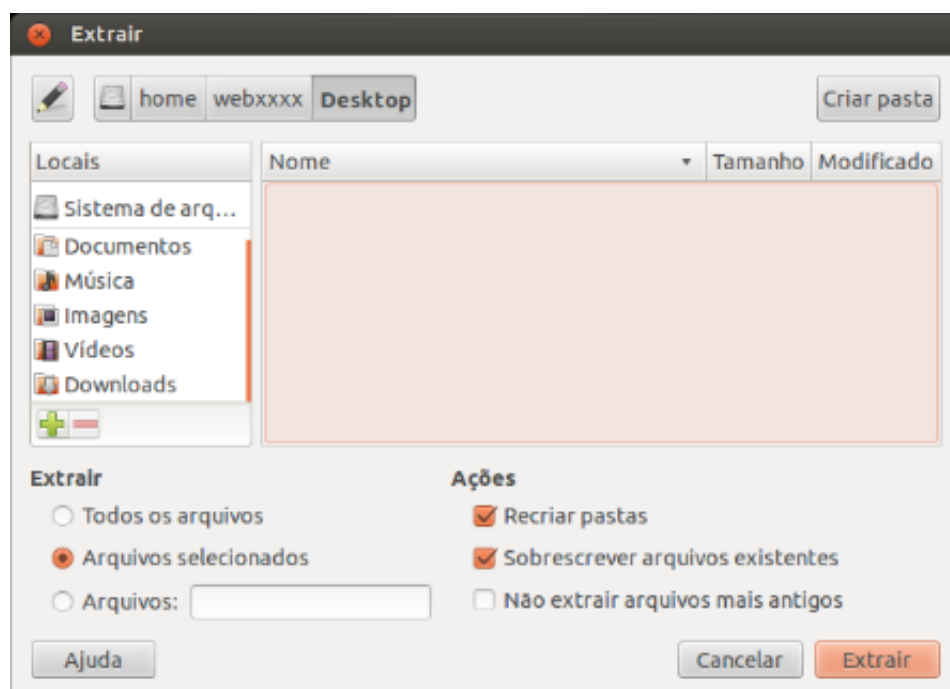 Extrair
home webxxxx Desktop Criar pasta
Locais Nome Tamanho Modificado
Sistema de arq...
Documentos
Música
Imagens
Vídeos
Downloads
Extrair Ações
Todos os arquivos Recriar pastas
Arquivos selecionados Sobrescrever arquivos existentes
Arquivos: Não extrair arquivos mais antigos
Ajuda Cancelar Extrair